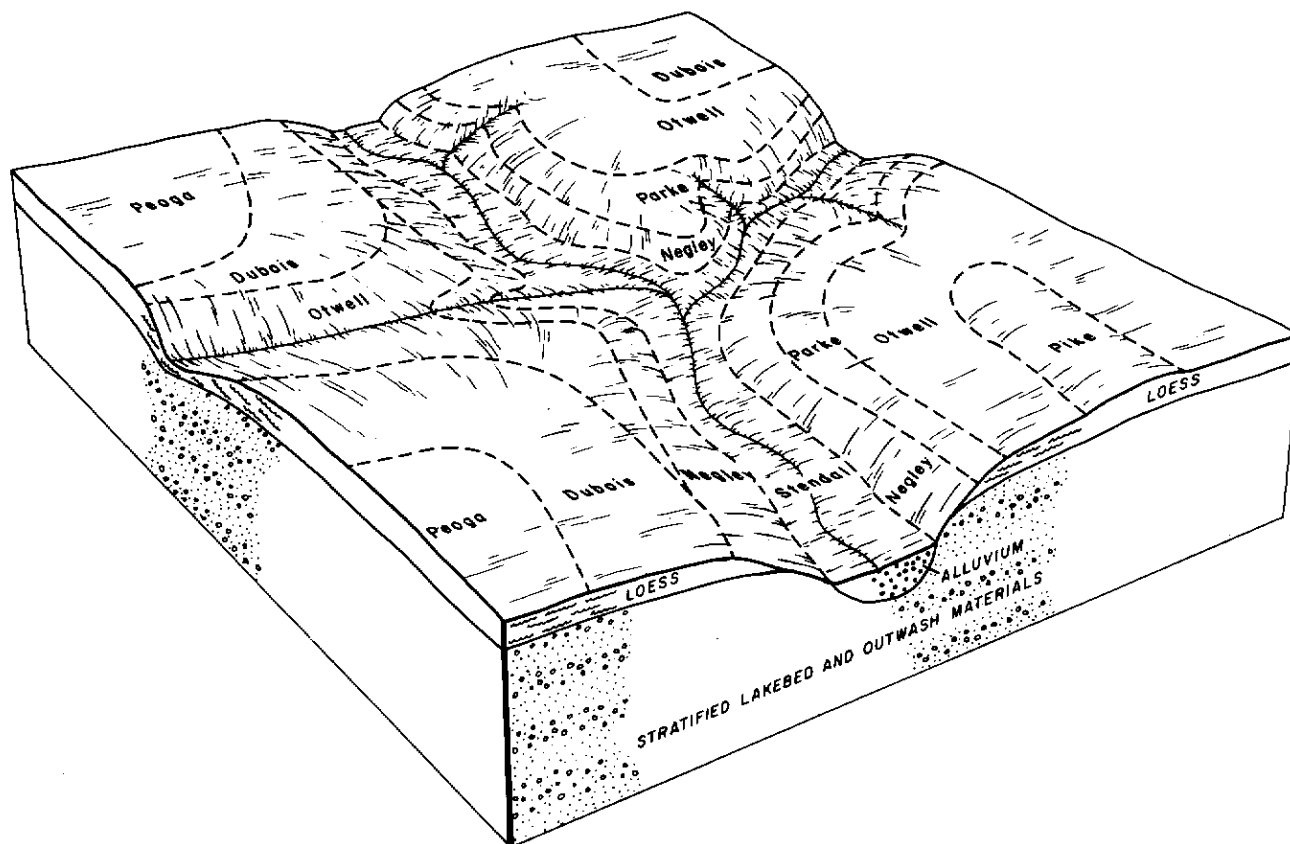 Dubois
Otwell
Peoga
Parke
Negley
Dubois
Otwell
Parke
Otwell
Pike
LOESS
Peoga
Dubois
Negley
Stendal
Negley
LOESS
ALLUVIUM
STRATIFIED LAKEBED AND OUTWASH MATERIALS